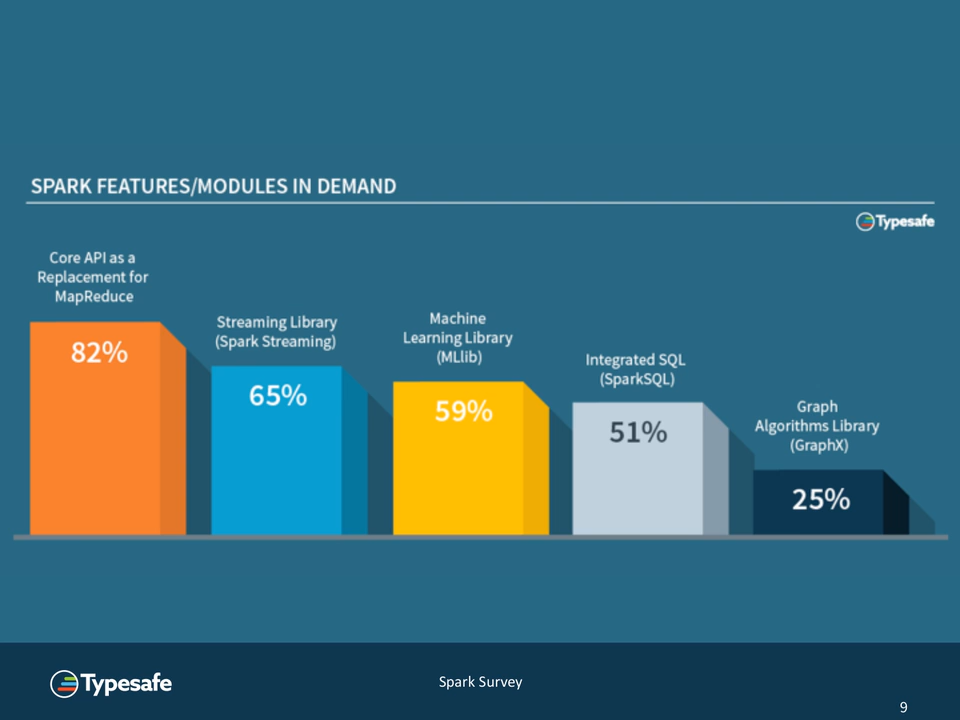 SPARK FEATURES/MODULES IN DEMAND
Typesafe
Core API as a
Replacement for
MapReduce
82%
Streaming Library
(Spark Streaming)
65%
Machine
Learning Library
(MLlib)
59%
Integrated SQL
(SparkSQL)
51%
Graph
Algorithms Library
(GraphX)
25%
Typesafe
Spark Survey
9